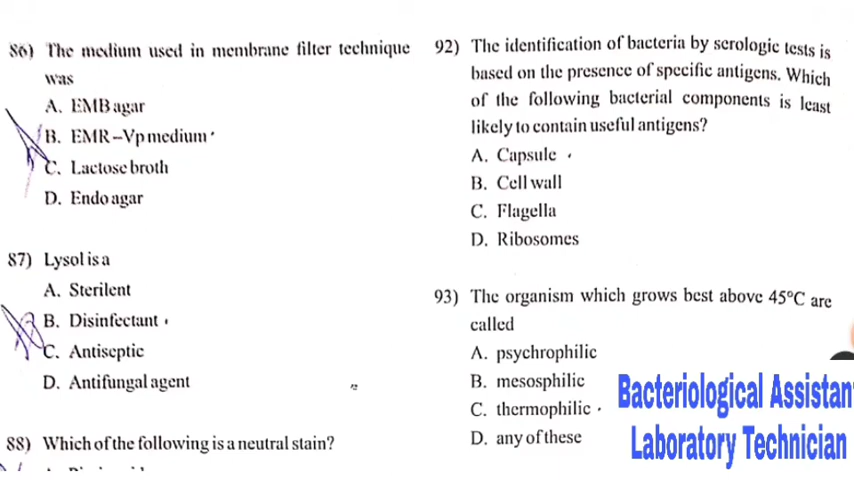 86) The medium used in membrane filter technique
was
A. EMB agar
B. EMR –Vp medium
C. Lactose broth
D. Endo agar
87) Lysol is a
A. Sterilent
B. Disinfectant
C. Antiseptic
D. Antifungal agent
88) Which of the following is a neutral stain?
92) The identification of bacteria by serologic tests is
based on the presence of specific antigens. Which
of the following bacterial components is least
likely to contain useful antigens?
A. Capsule
B. Cell wall
C. Flagella
D. Ribosomes
93) The organism which grows best above 45°C are
called
A. psychrophilic
B. mesosphilic
C. thermophilic
D. any of these
Bacteriological Assistan
Laboratory Technician